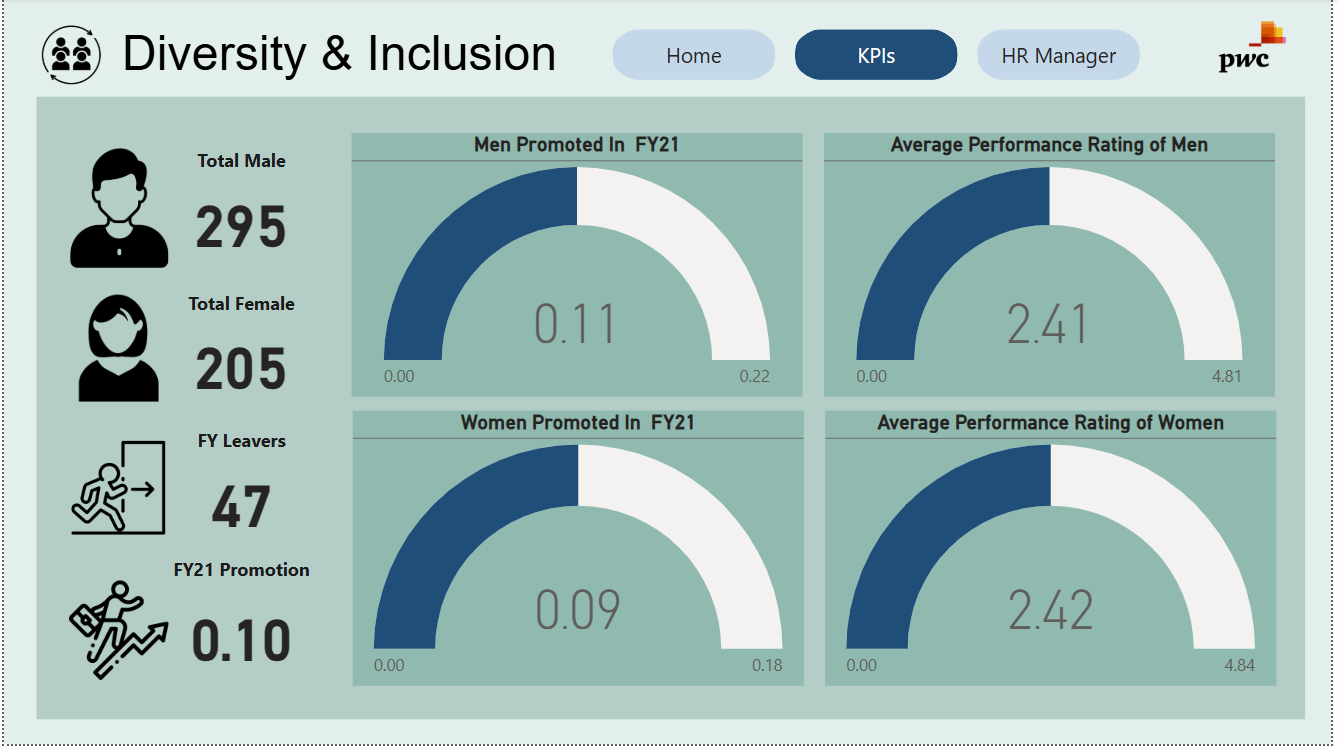 Diversity & Inclusion
Home
KPIs
HR Manager
pwc
Total Male
295
Total Female
205
FY Leavers
47
FY21 Promotion
0.10
Men Promoted In  FY21
0.11
0.00
0.22
Average Performance Rating of Men
2.41
0.00
4.81
Women Promoted In  FY21
0.09
0.00
0.18
Average Performance Rating of Women
2.42
0.00
4.84